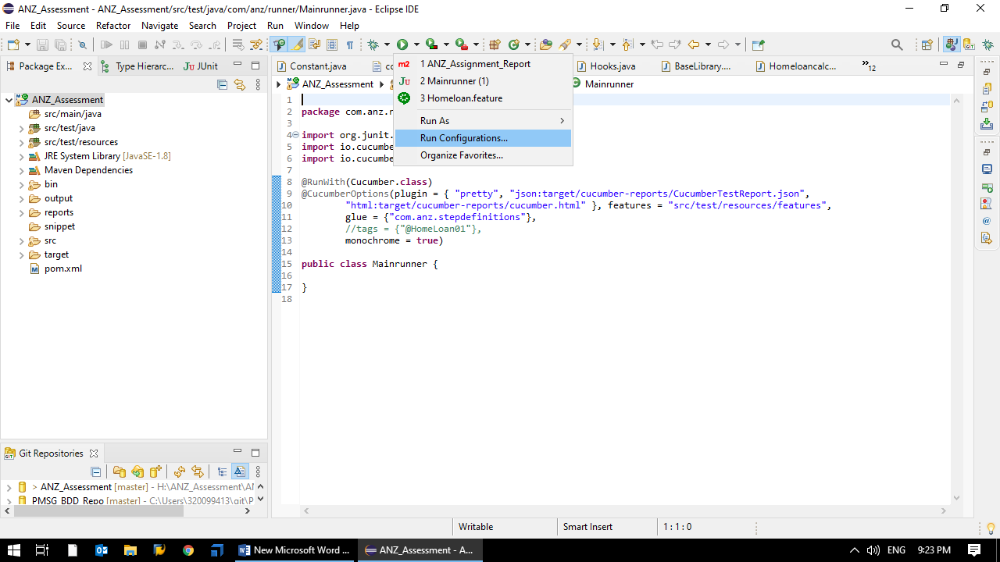 ANZ_Assessment - ANZ_Assessment/src/test/java/com/anz/runner/Mainrunner.java - Eclipse IDE
File Edit Source Refactor Navigate Search Project Run Window Help
Package Ex... Type Hierarc... JUnit
ANZ_Assessment
src/main/java
src/test/java
src/test/resources
JRE System Library [JavaSE-1.8]
Maven Dependencies
bin
output
reports
snippet
src
target
pom.xml
Git Repositories
> ANZ_Assessment [master] - H:\ANZ_Assessment\AN
PMSG_BDD_Repo [master] - C:\Users\320099413\git\P
Constant.java Hooks.java BaseLibrary.... Homeloancalc... »12
ANZ_Assessment Mainrunner
1 ANZ_Assignment_Report
2 Mainrunner (1)
3 Homeloan.feature
Run As
Run Configurations...
Organize Favorites...
1
2 package com.anz.r
3
4 import org.junit.
5 import io.cucumbe
6 import io.cucumbe
7
8 @RunWith(Cucumber.class)
9 @CucumberOptions(plugin = { "pretty", "json:target/cucumber-reports/CucumberTestReport.json",
10 "html:target/cucumber-reports/cucumber.html" }, features = "src/test/resources/features",
11 glue = {"com.anz.stepdefinitions"},
12 //tags = {"@HomeLoan01"},
13 monochrome = true)
14
15 public class Mainrunner {
16
17 }
18
Writable Smart Insert 1 : 1 : 0
New Microsoft Word ... ANZ_Assessment - A... ENG 9:23 PM